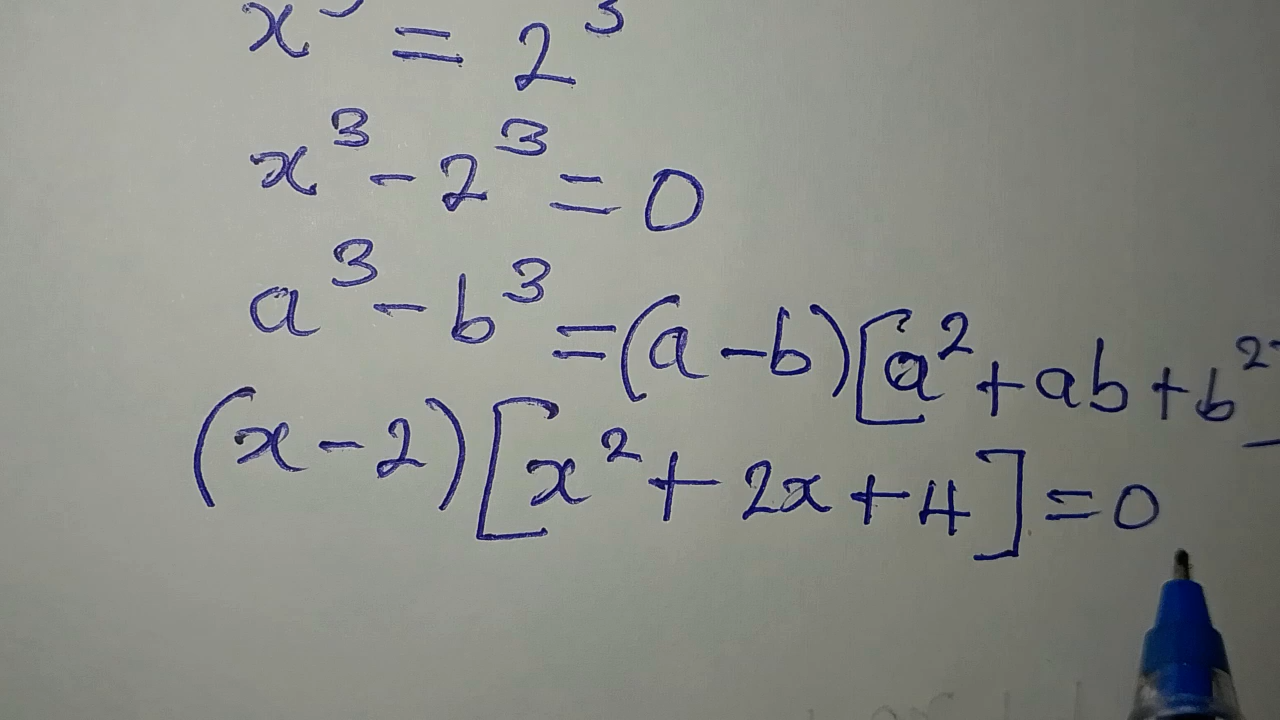 x³ = 2³
x³ - 2³ = 0
a³ - b³ = (a - b)[a² + ab + b²]
(x - 2)[x² + 2x + 4] = 0